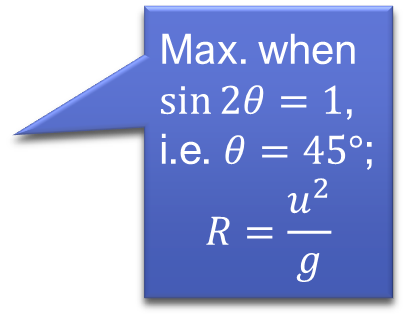 Max. when
sin 2θ = 1,
i.e. θ = 45°;
R = u²/g